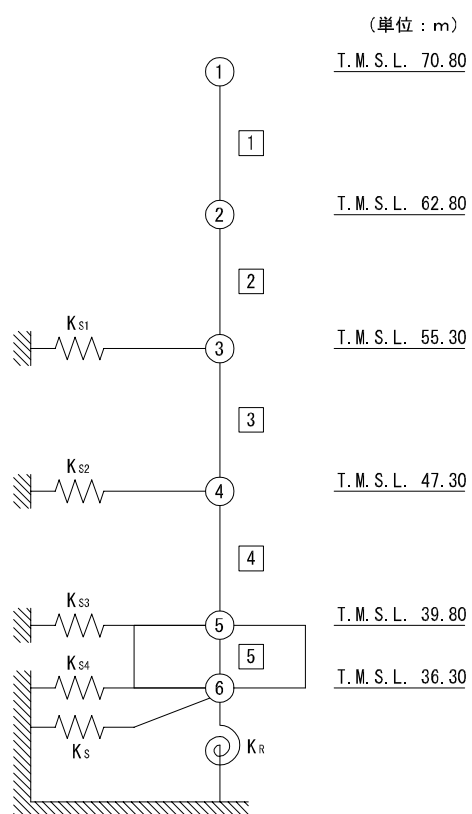 (単位：m)
① T.M.S.L. 70.80
1
② T.M.S.L. 62.80
2
KS1 ③ T.M.S.L. 55.30
3
KS2 ④ T.M.S.L. 47.30
4
KS3 ⑤ T.M.S.L. 39.80
5
KS4 ⑥ T.M.S.L. 36.30
KS KR